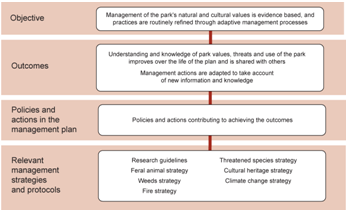 Objective
Management of the park's natural and cultural values is evidence based, and
practices are routinely refined through adaptive management processes
Outcomes
Understanding and knowledge of park values, threats and use of the park
improves over the life of the plan and is shared with others
Management actions are adapted to take account
of new information and knowledge
Policies and
actions in the
management plan
Policies and actions contributing to achieving the outcomes
Relevant
management
strategies
and protocols
Research guidelines
Feral animal strategy
Weeds strategy
Fire strategy
Threatened species strategy
Cultural heritage strategy
Climate change strategy